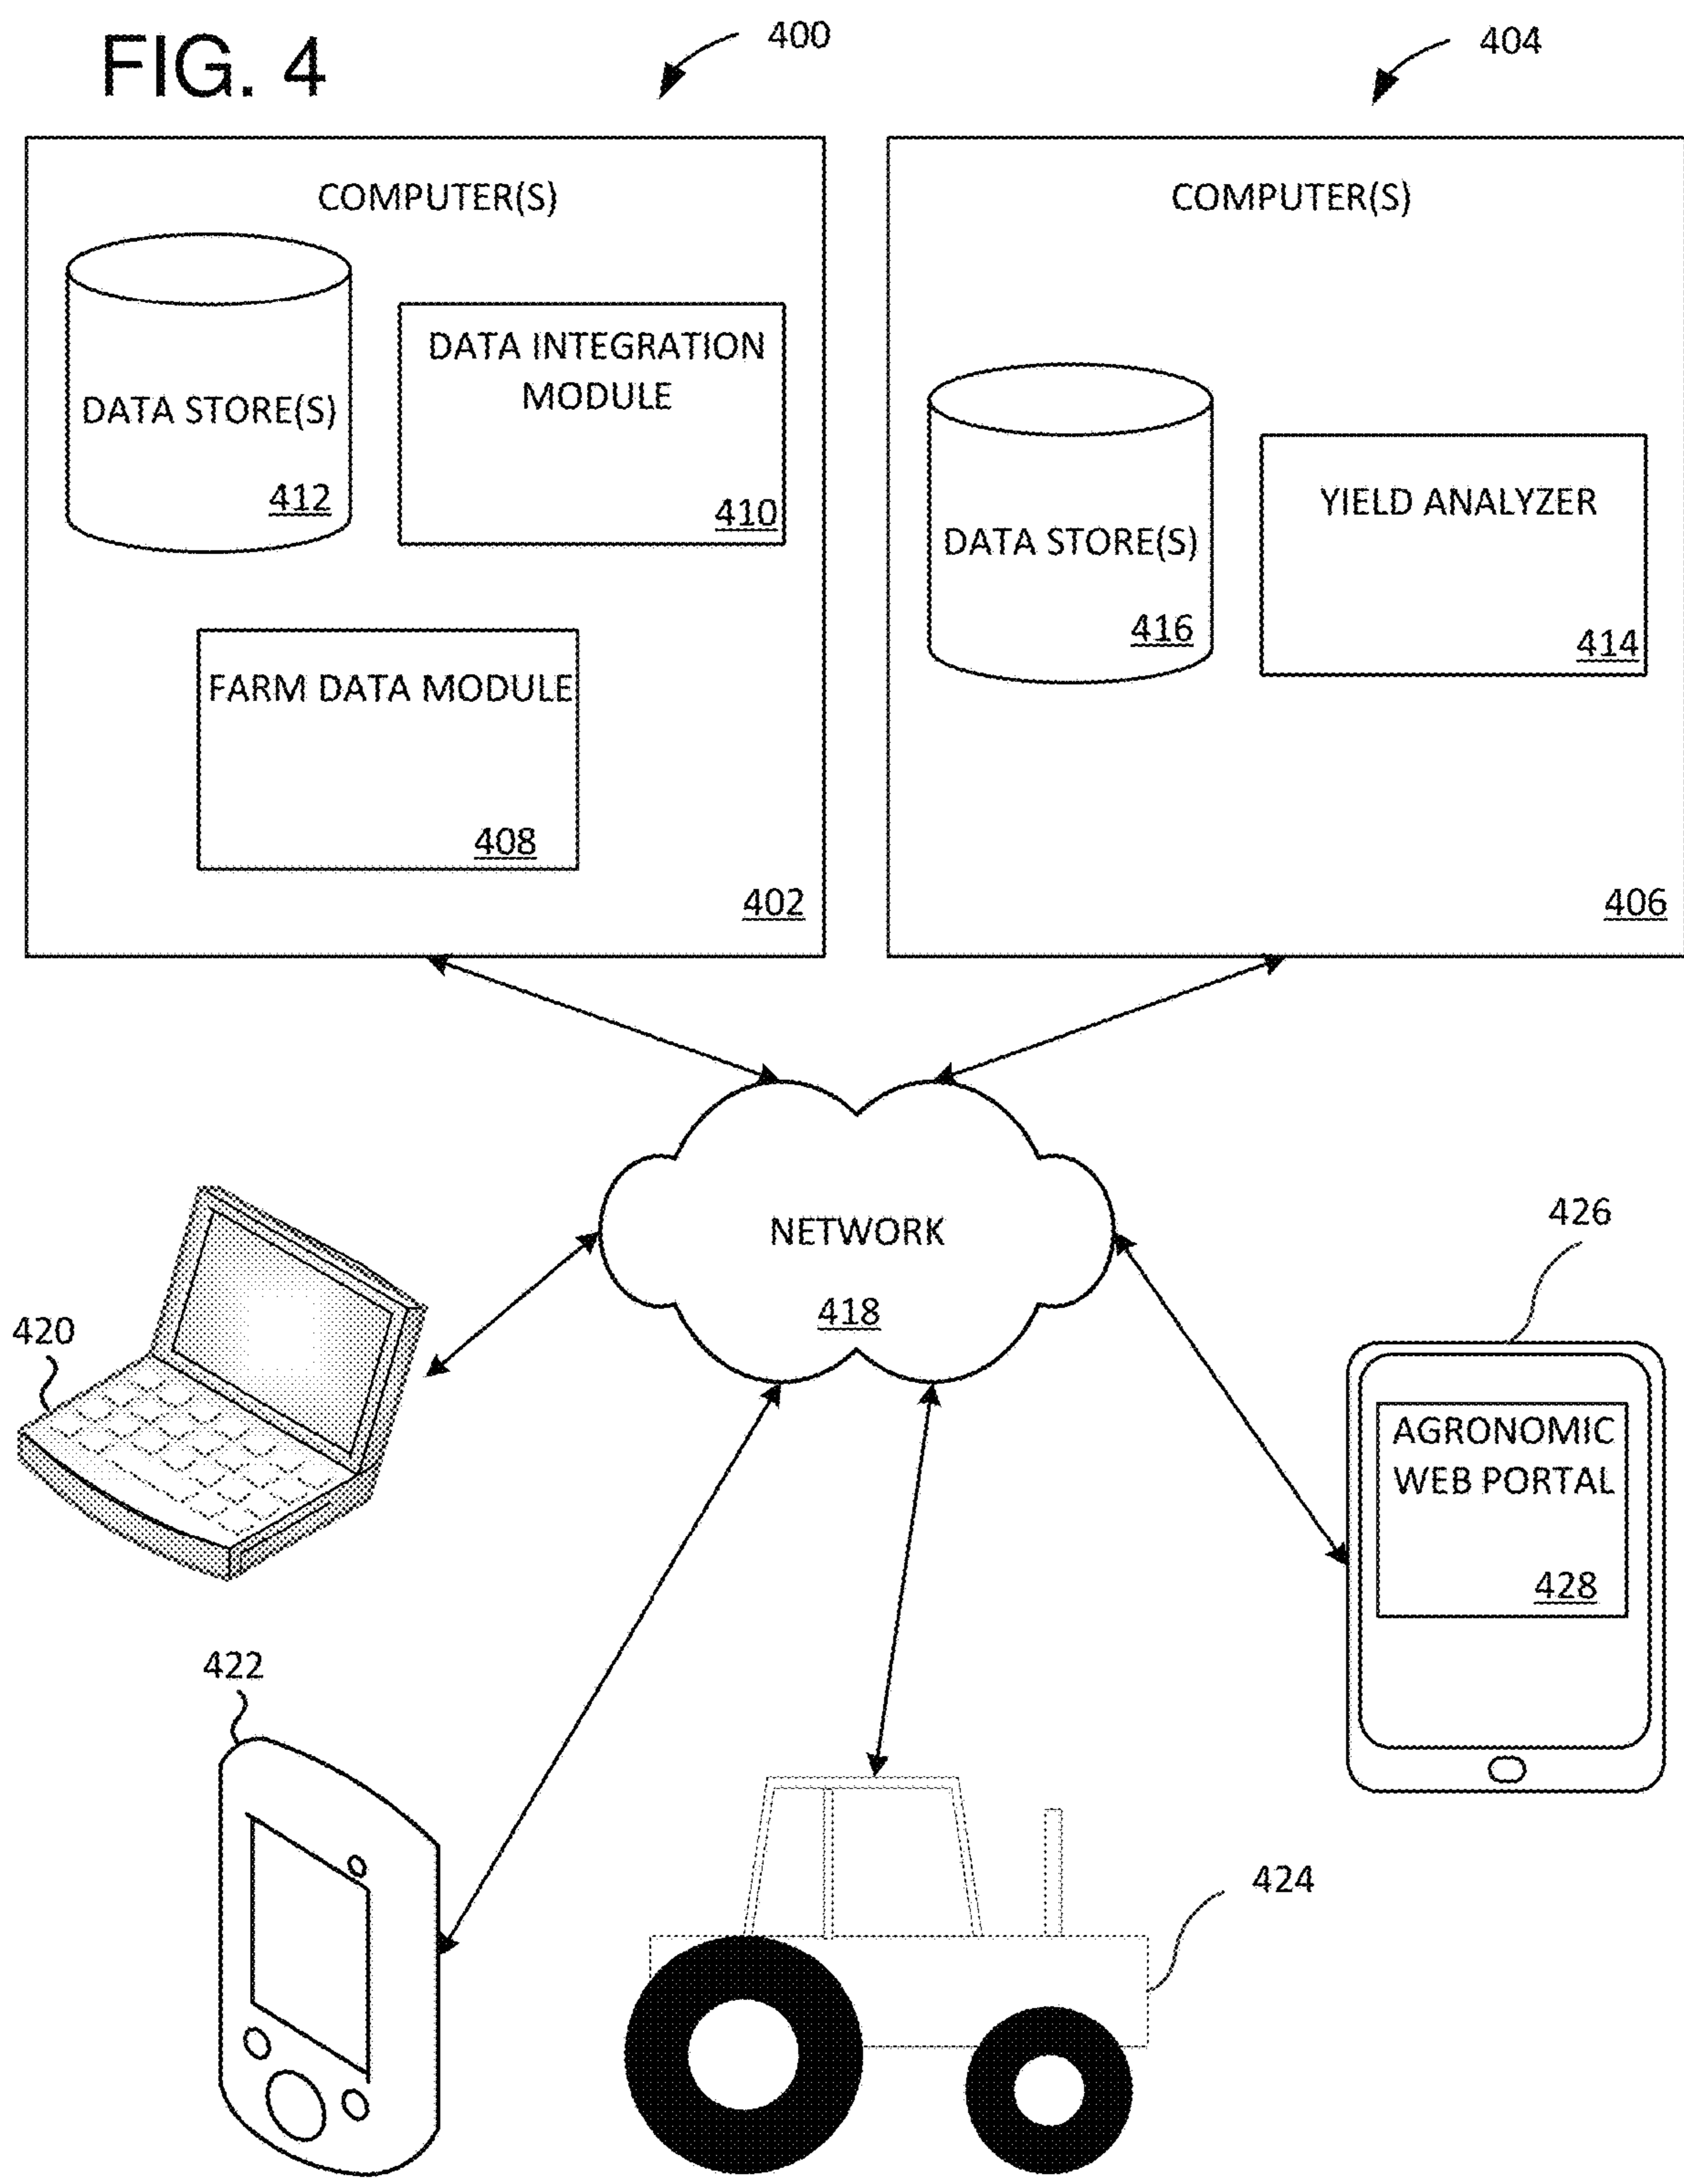 FIG. 4
400
404
COMPUTER(S)
DATA STORE(S)
412
DATA INTEGRATION
MODULE
410
FARM DATA MODULE
408
402
COMPUTER(S)
DATA STORE(S)
416
YIELD ANALYZER
414
406
NETWORK
418
420
426
AGRONOMIC
WEB PORTAL
428
422
424